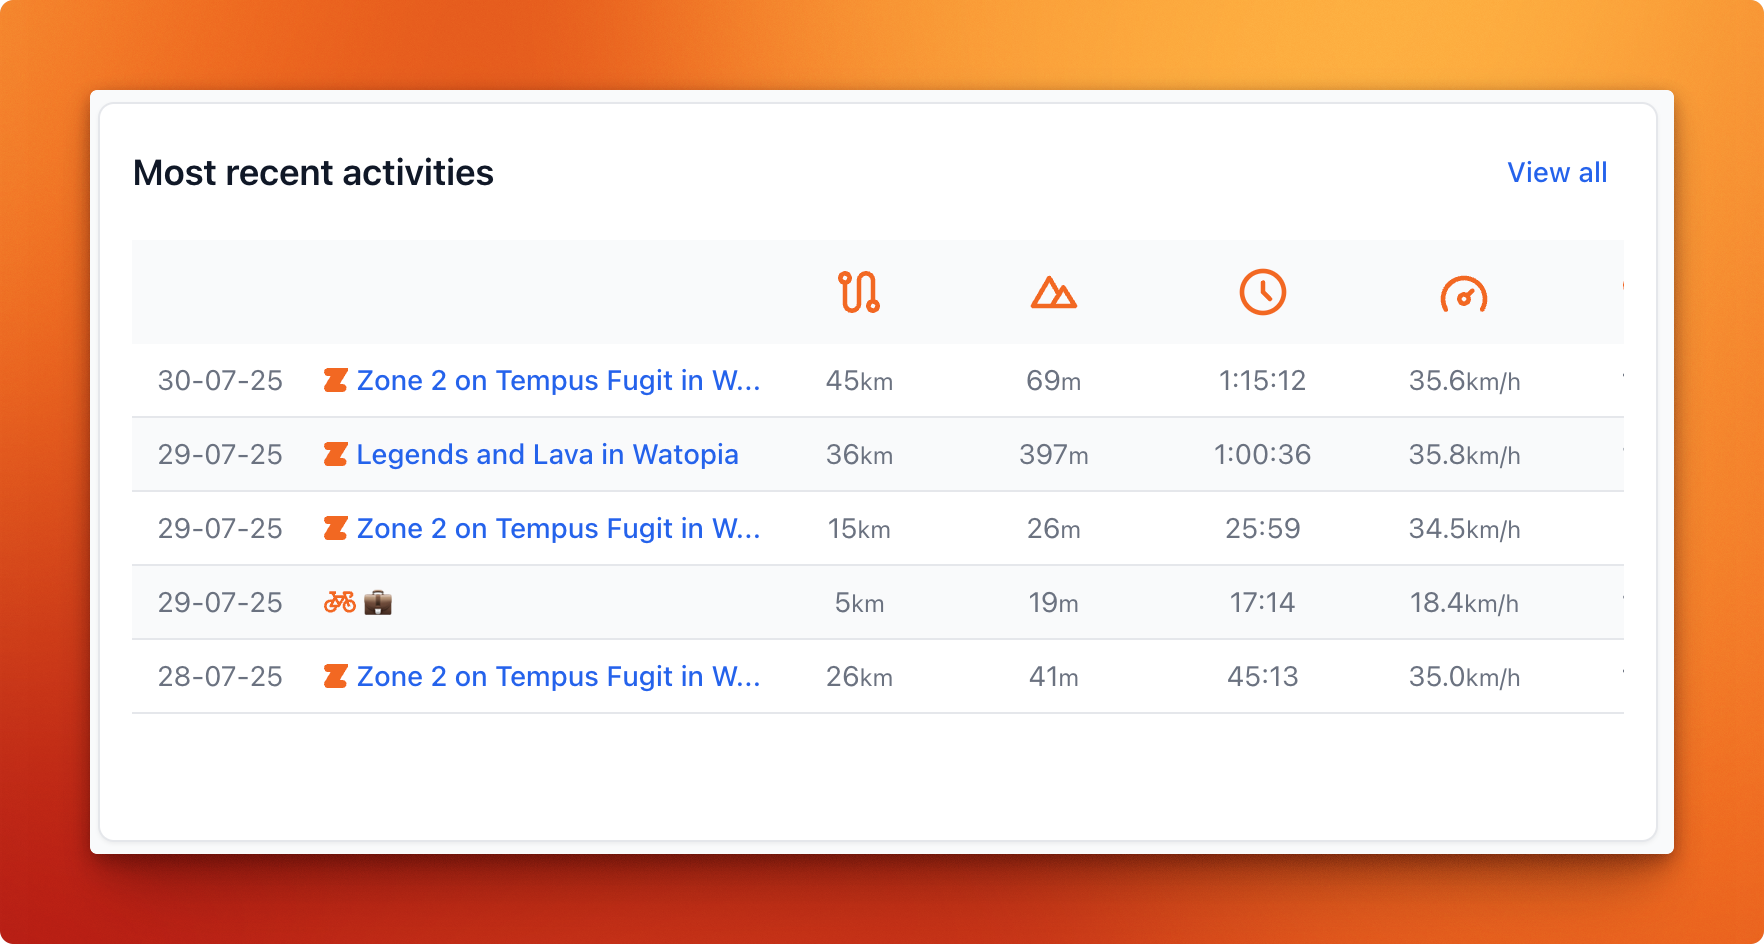 Most recent activities View all
30-07-25 Zone 2 on Tempus Fugit in W... 45km 69m 1:15:12 35.6km/h
29-07-25 Legends and Lava in Watopia 36km 397m 1:00:36 35.8km/h
29-07-25 Zone 2 on Tempus Fugit in W... 15km 26m 25:59 34.5km/h
29-07-25 🚲 💼 5km 19m 17:14 18.4km/h
28-07-25 Zone 2 on Tempus Fugit in W... 26km 41m 45:13 35.0km/h